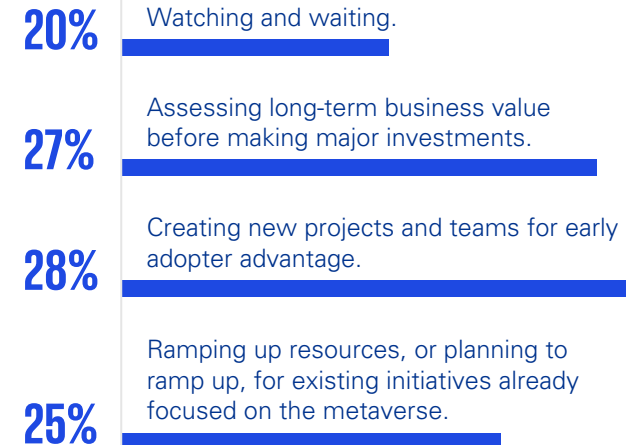 20%
Watching and waiting.
27%
Assessing long-term business value
before making major investments.
28%
Creating new projects and teams for early
adopter advantage.
25%
Ramping up resources, or planning to
ramp up, for existing initiatives already
focused on the metaverse.